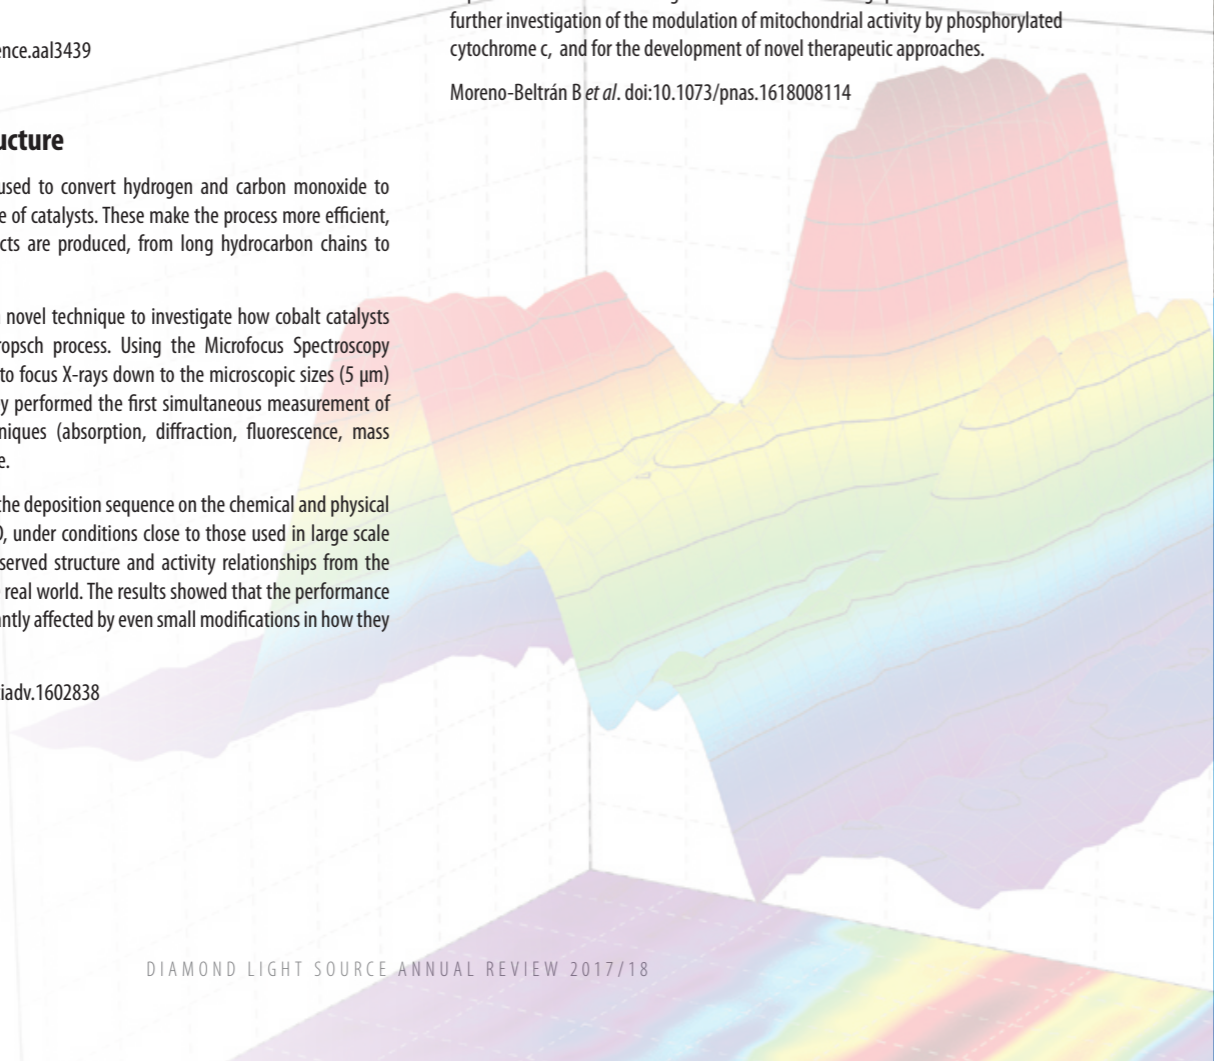 ence.aal3439
ucture
used to convert hydrogen and carbon monoxide to
e of catalysts. These make the process more efficient,
cts are produced, from long hydrocarbon chains to
novel technique to investigate how cobalt catalysts
ropsch process. Using the Microfocus Spectroscopy
to focus X-rays down to the microscopic sizes (5 µm)
y performed the first simultaneous measurement of
niques (absorption, diffraction, fluorescence, mass
e.
the deposition sequence on the chemical and physical
, under conditions close to those used in large scale
served structure and activity relationships from the
real world. The results showed that the performance
ntly affected by even small modifications in how they
iadv.1602838
further investigation of the modulation of mitochondrial activity by phosphorylated
cytochrome c, and for the development of novel therapeutic approaches.
Moreno-Beltrán B et al. doi:10.1073/pnas.1618008114
DIAMOND LIGHT SOURCE ANNUAL REVIEW 2017/18